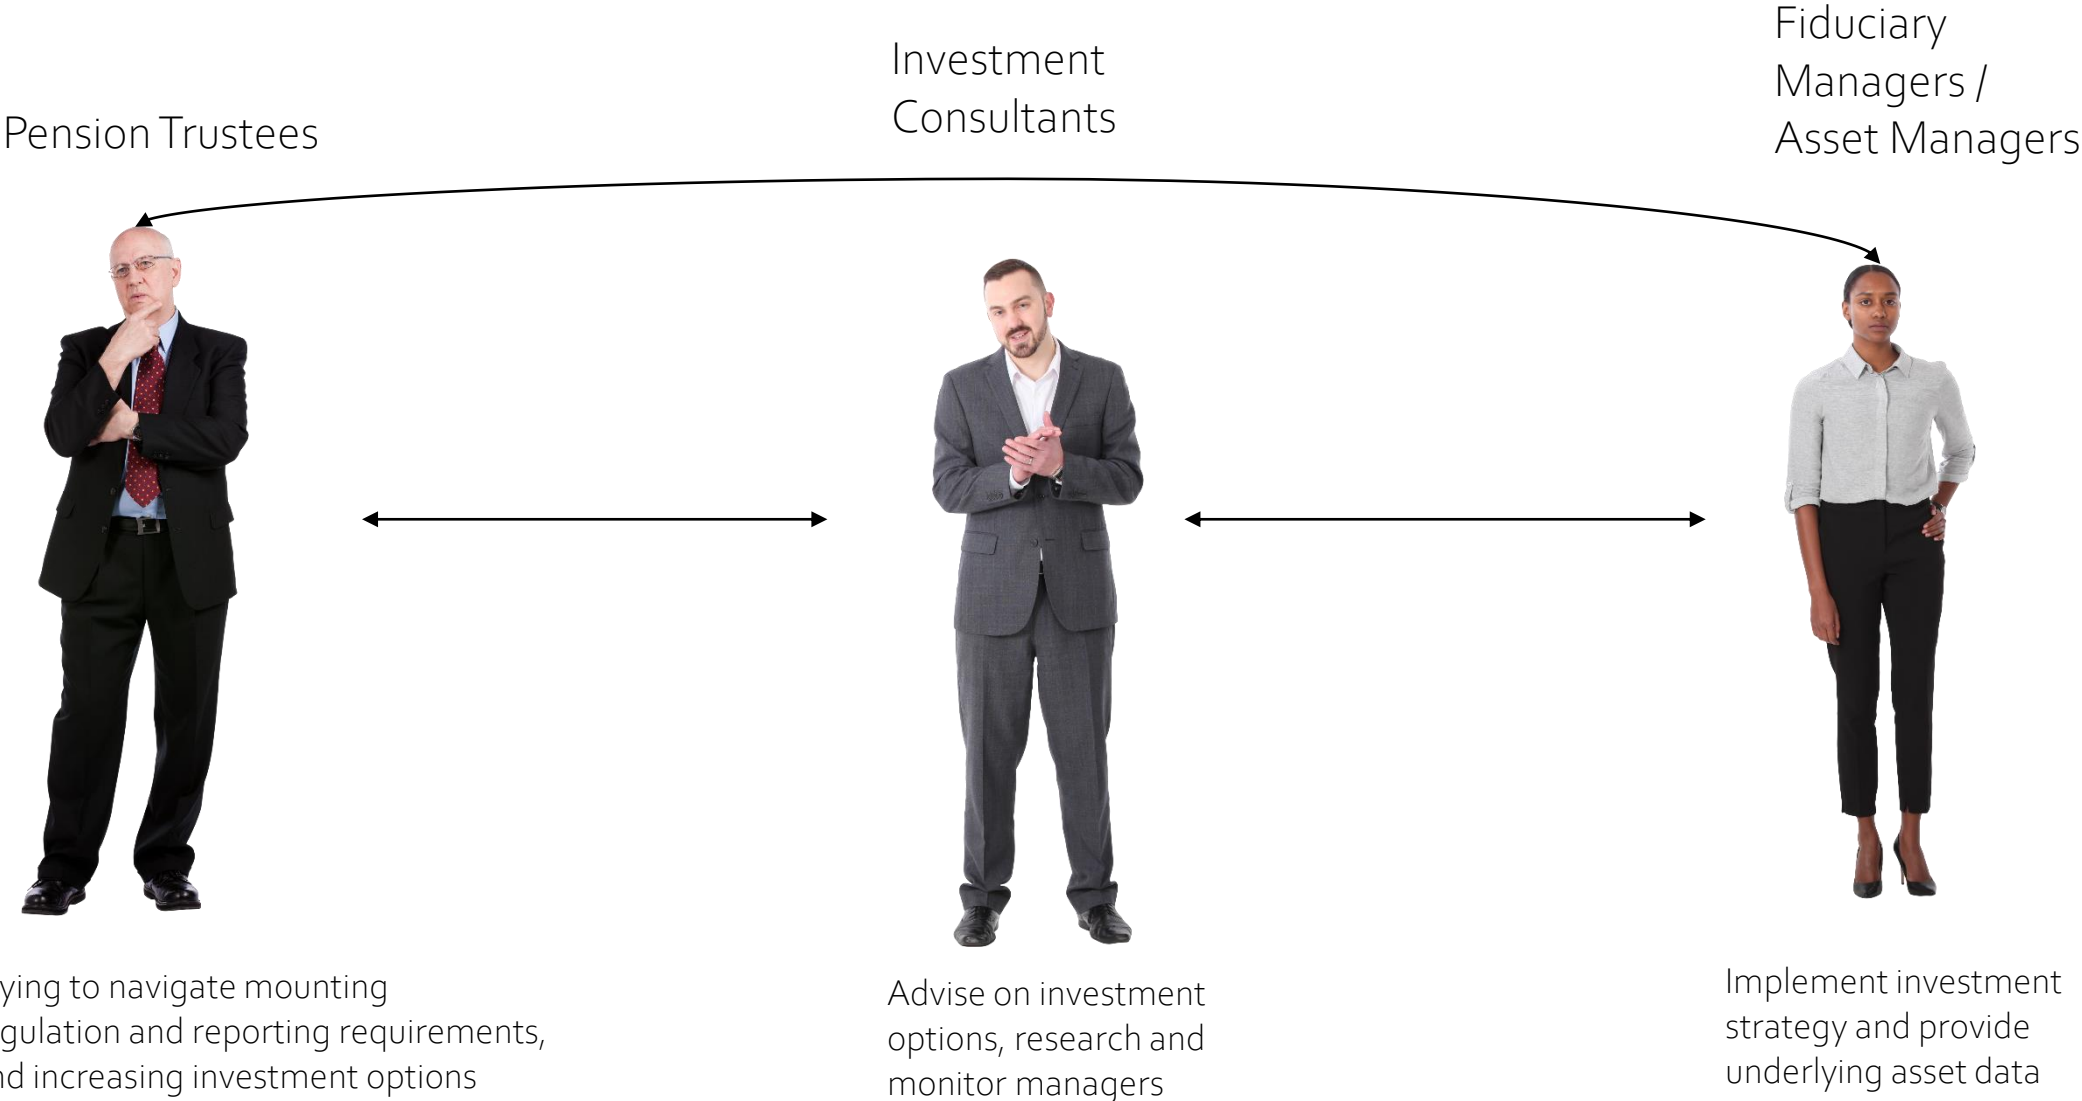 Pension Trustees
Investment
Consultants
Fiduciary
Managers /
Asset Managers
ying to navigate mounting
gulation and reporting requirements,
nd increasing investment options
Advise on investment
options, research and
monitor managers
Implement investment
strategy and provide
underlying asset data